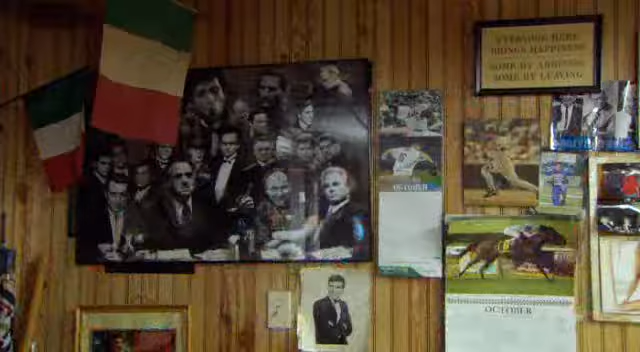 EVERYONE HERE
BRINGS HAPPINESS
SOME BY ARRIVING
SOME BY LEAVING
OCTOBER
OCTOBER